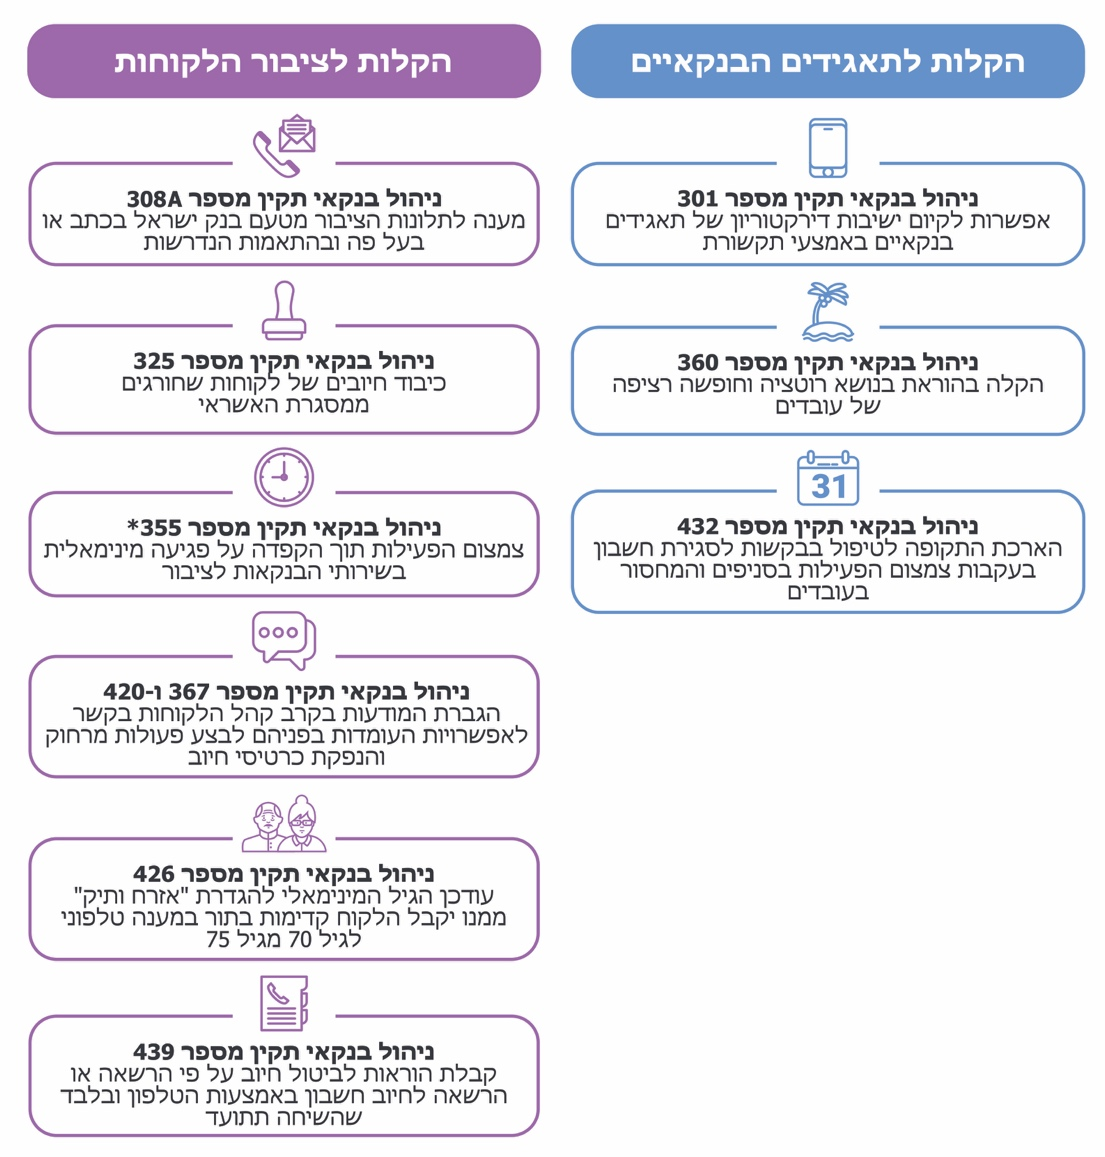 הקלות לתאגידים הבנקאיים
ניהול בנקאי תקין מספר 301
אפשרות לקיום ישיבות דירקטוריון של תאגידים
בנקאיים באמצעי תקשורת
ניהול בנקאי תקין מספר 360
הקלה בהוראת בנושא רוטציה וחופשה רציפה
של עובדים
31
ניהול בנקאי תקין מספר 432
הארכת התקופה לטיפול בבקשות לסגירת חשבון
בעקבות צמצום הפעילות בסניפים והמחסור
בעובדים
הקלות לציבור הלקוחות
ניהול בנקאי תקין מספר 308A
מענה לתלונות הציבור מטעם בנק ישראל בכתב או
בעל פה ובהתאמות הנדרשות
ניהול בנקאי תקין מספר 325
כיבוד חיובים של לקוחות שחורגים
ממסגרת האשראי
ניהול בנקאי תקין מספר 355*
צמצום הפעילות תוך הקפדה על פגיעה מינימאלית
בשירותי הבנקאות לציבור
ניהול בנקאי תקין מספר 367 ו-420
הגברת המודעות בקרב קהל הלקוחות בקשר
לאפשרויות העומדות בפניהם לבצע פעולות מרחוק
והנפקת כרטיסי חיוב
ניהול בנקאי תקין מספר 426
עודכן הגיל המינימאלי להגדרת "אזרח ותיק"
ממנו יקבל הלקוח קדימות בתור במענה טלפוני
לגיל 70 מגיל 75
ניהול בנקאי תקין מספר 439
קבלת הוראות לביטול חיוב על פי הרשאה או
הרשאה לחיוב חשבון באמצעות הטלפון ובלבד
שהשיחה תתועד